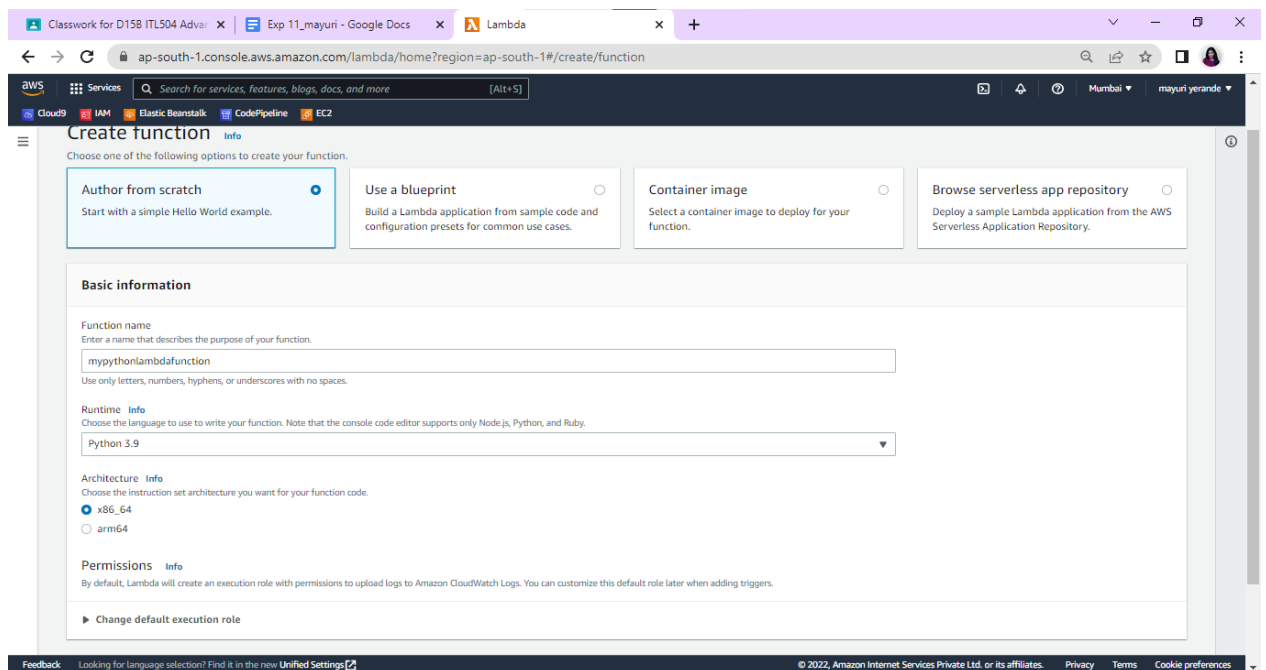 Classwork for D15B ITL504 Advar
Exp 11_mayuri - Google Docs
Lambda
ap-south-1.console.aws.amazon.com/lambda/home?region=ap-south-1#/create/function
aws
Services
Search for services, features, blogs, docs, and more
[Alt+S]
Mumbai
mayuri yerande
Cloud9
IAM
Elastic Beanstalk
CodePipeline
EC2
Create function Info
Choose one of the following options to create your function.
Author from scratch
Start with a simple Hello World example.
Use a blueprint
Build a Lambda application from sample code and
configuration presets for common use cases.
Container image
Select a container image to deploy for your
function.
Browse serverless app repository
Deploy a sample Lambda application from the AWS
Serverless Application Repository.
Basic information
Function name
Enter a name that describes the purpose of your function.
mypythonlambdafunction
Use only letters, numbers, hyphens, or underscores with no spaces.
Runtime Info
Choose the language to use to write your function. Note that the console code editor supports only Node.js, Python, and Ruby.
Python 3.9
Architecture Info
Choose the instruction set architecture you want for your function code.
x86_64
arm64
Permissions Info
By default, Lambda will create an execution role with permissions to upload logs to Amazon CloudWatch Logs. You can customize this default role later when adding triggers.
Change default execution role
Feedback
Looking for language selection? Find it in the new Unified Settings
© 2022, Amazon Internet Services Private Ltd. or its affiliates.
Privacy
Terms
Cookie preferences